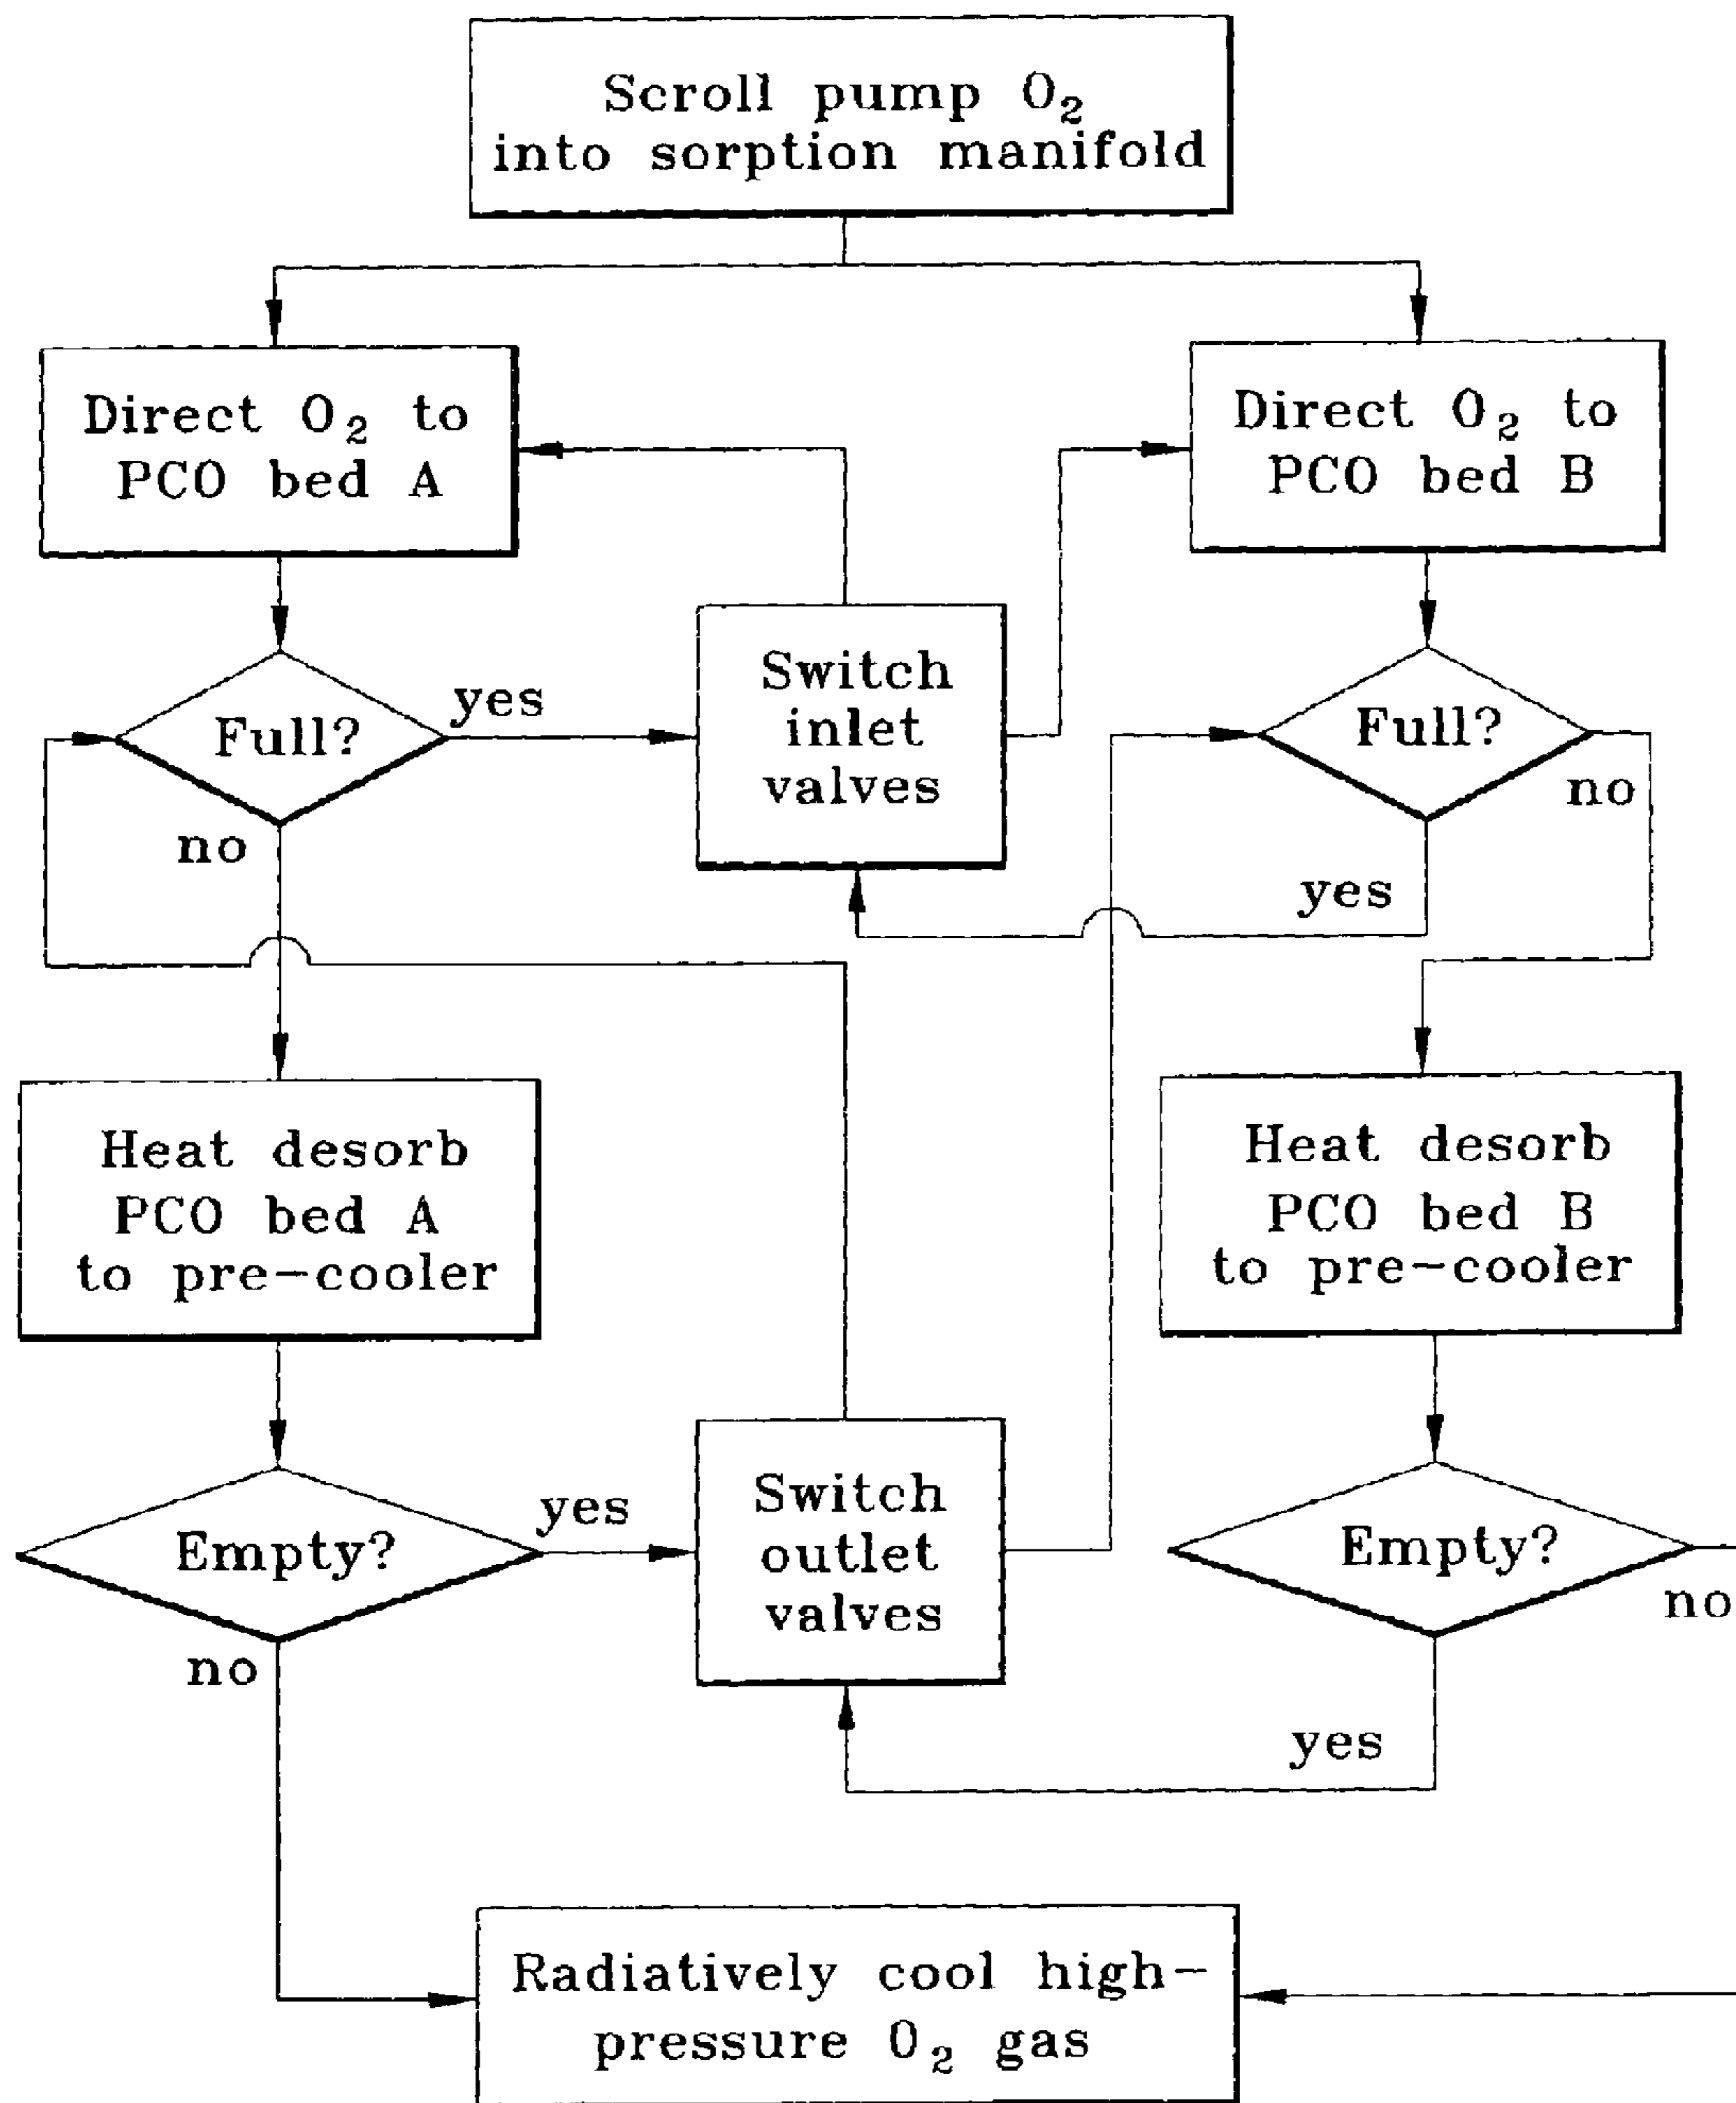 Scroll pump O₂
into sorption manifold
Direct O₂ to
PCO bed A
Direct O₂ to
PCO bed B
Full?
yes
no
Switch
inlet
valves
Full?
no
yes
Heat desorb
PCO bed A
to pre-cooler
Heat desorb
PCO bed B
to pre-cooler
Empty?
yes
no
Switch
outlet
valves
Empty?
no
yes
Radiatively cool high-
pressure O₂ gas